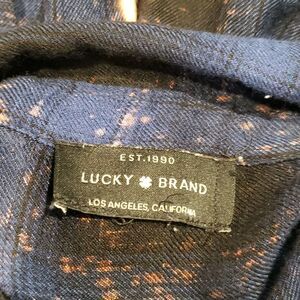 EST.1990
LUCKY BRAND
LOS ANGELES, CALIFORNIA